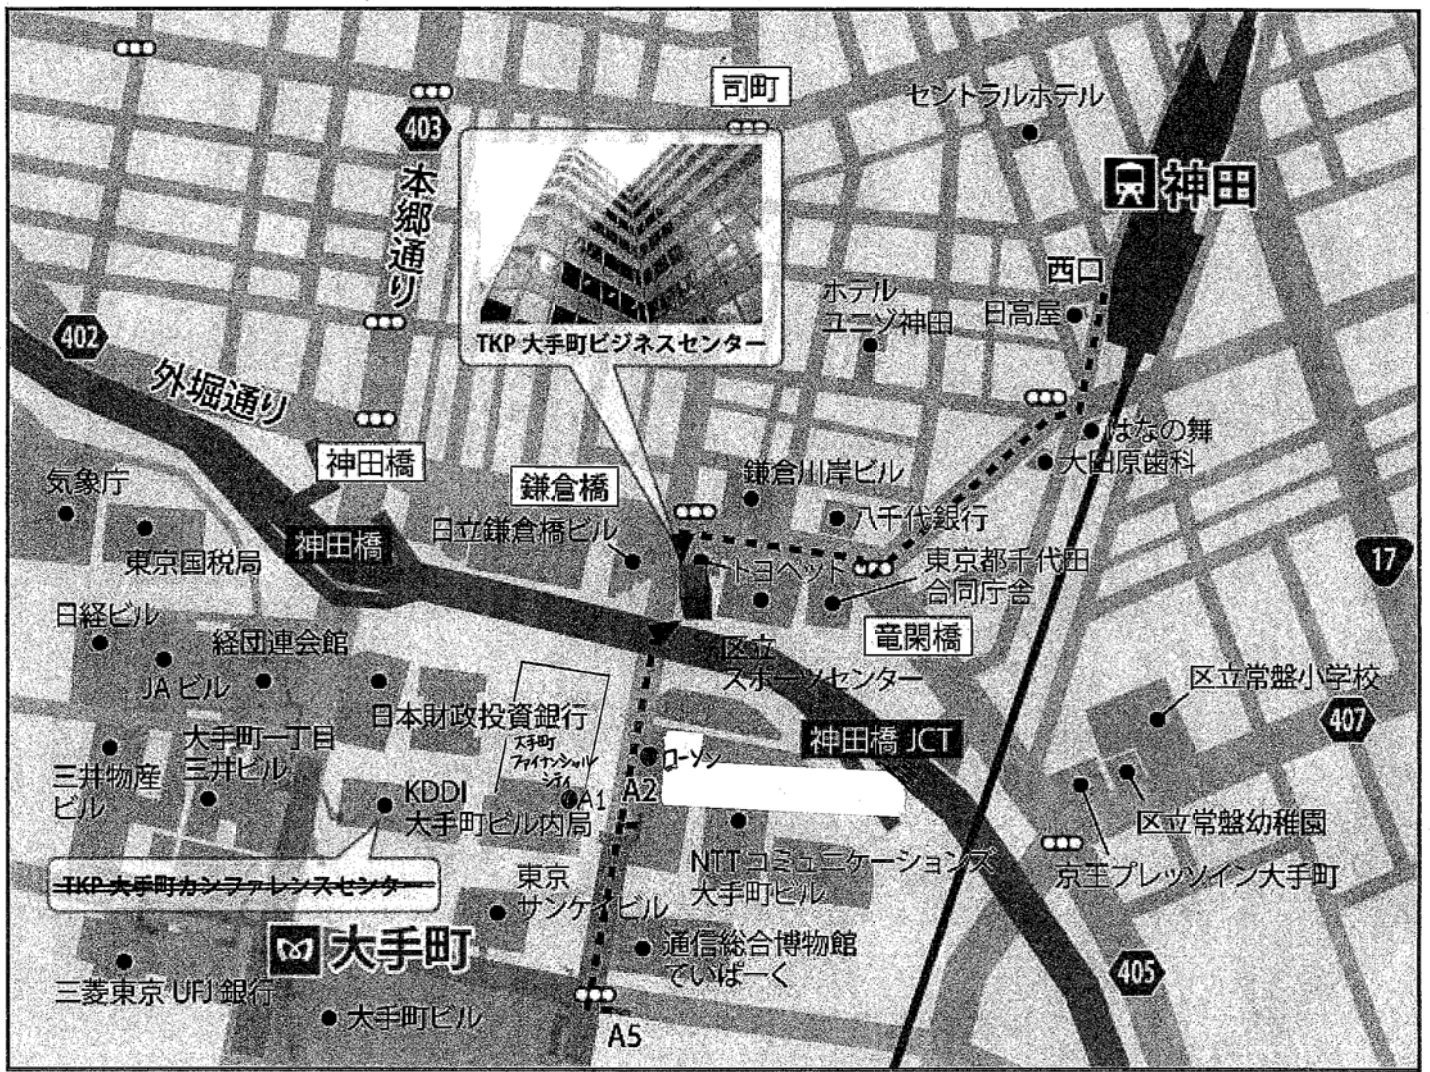 司町
セントラルホテル
403
本郷通り
神田
TKP 大手町ビジネスセンター
西口
ホテル
ユニゾ神田
日高屋
402
外堀通り
はなの舞
大田原歯科
神田橋
鎌倉橋
鎌倉川岸ビル
気象庁
日立鎌倉橋ビル
八千代銀行
神田橋
東京国税局
トヨペット
東京都千代田
合同庁舎
17
日経ビル
経団連会館
竜閑橋
区立
スポーツセンター
JA ビル
区立常盤小学校
日本財政投資銀行
407
大手町一丁目
三井ビル
大手町
ファイナンシャル
シティ
神田橋 JCT
ローソン
三井物産
ビル
KDDI
大手町ビル内局
A1
A2
区立常盤幼稚園
NTT コミュニケーションズ
大手町ビル
京王プレッソイン大手町
TKP 大手町カンファレンスセンター
東京
サンケイビル
大手町
通信総合博物館
ていぱーく
405
三菱東京 UFJ 銀行
大手町ビル
A5